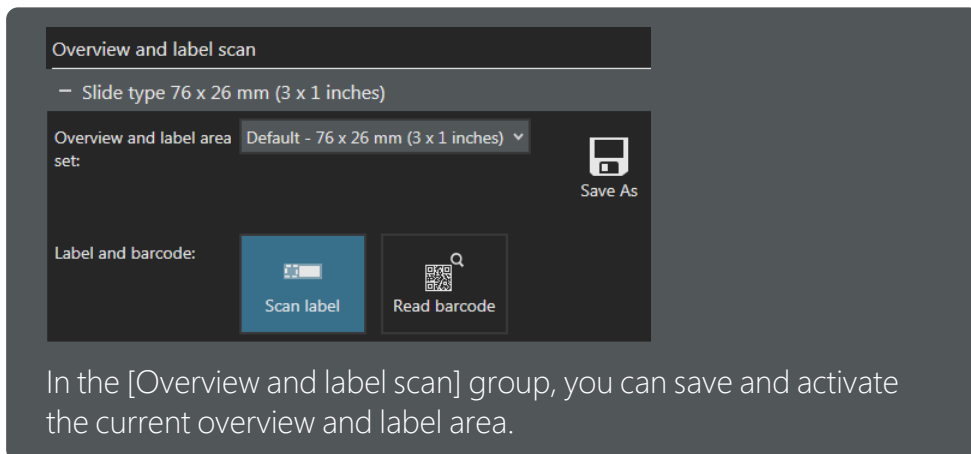 Overview and label scan
− Slide type 76 x 26 mm (3 x 1 inches)
Overview and label area set:
Default - 76 x 26 mm (3 x 1 inches)
Save As
Label and barcode:
Scan label
Read barcode
In the [Overview and label scan] group, you can save and activate
the current overview and label area.